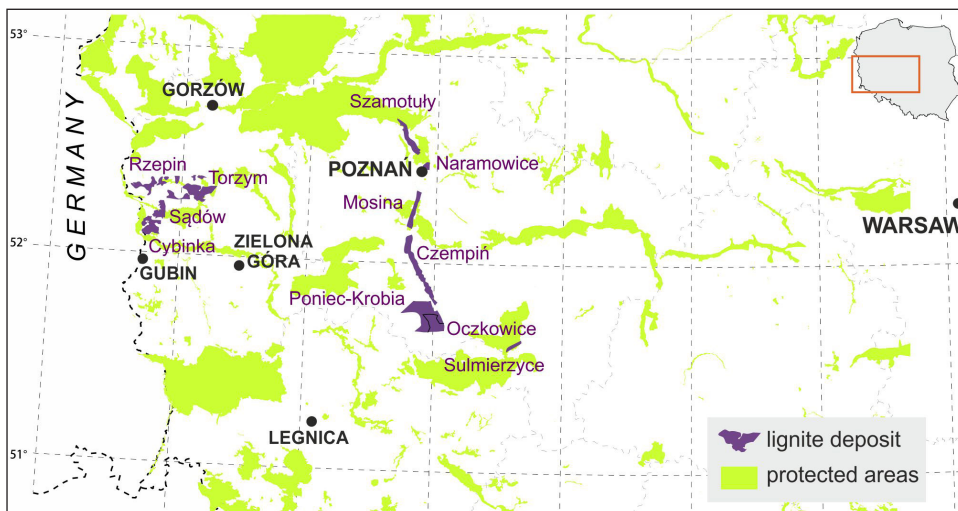 53°
GORZÓW
Szamotuły
GERMANY
Rzepin
Torzym
POZNAŃ
Naramowice
Mosina
Sądów
WARSAW
52°
Cybinka
ZIELONA
GÓRA
Czempiń
GUBIN
Poniec-Krobia
Oczkowice
Sulmierzyce
LEGNICA
51°
lignite deposit
protected areas